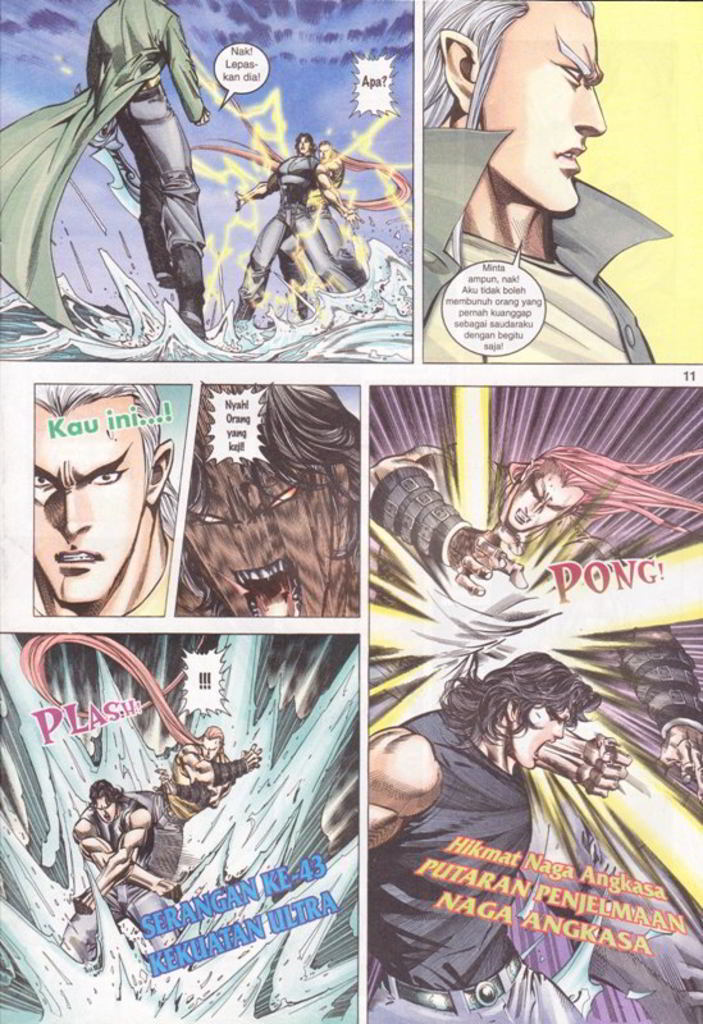 Nak!
Lepas-
kan dia!
Apa?
Minta
ampun, nak!
Aku tidak boleh
membunuh orang yang
pernah kuanggap
sebagai saudaraku
dengan begitu
saja!
11
Kau ini...!
Nyah!
Orang
yang
keji!
PONG!
PLASH!
!!!
SERANGAN KE-43
KEKUATAN ULTRA
Hikmat Naga Angkasa
PUTARAN PENJELMAAN
NAGA ANGKASA